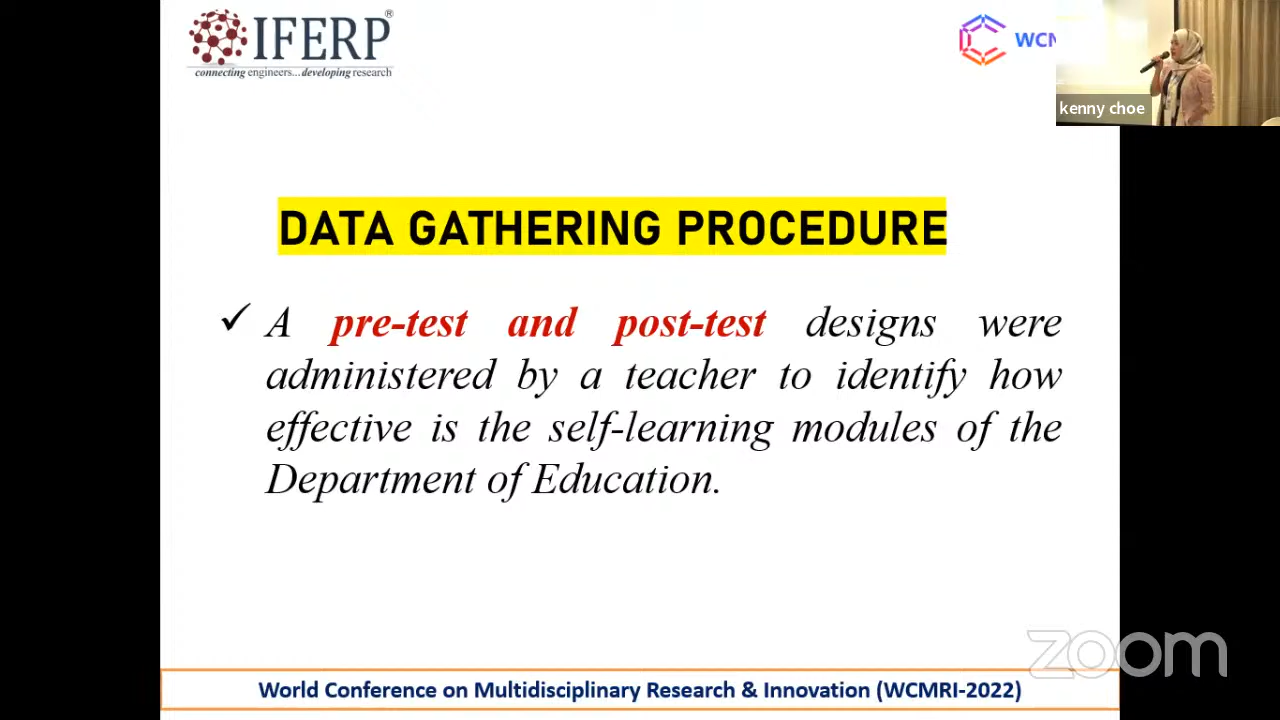 IFERP®
connecting engineers...developing research
WCM
kenny choe
DATA GATHERING PROCEDURE
✓ A pre-test and post-test designs were
administered by a teacher to identify how
effective is the self-learning modules of the
Department of Education.
zoom
World Conference on Multidisciplinary Research & Innovation (WCMRI-2022)